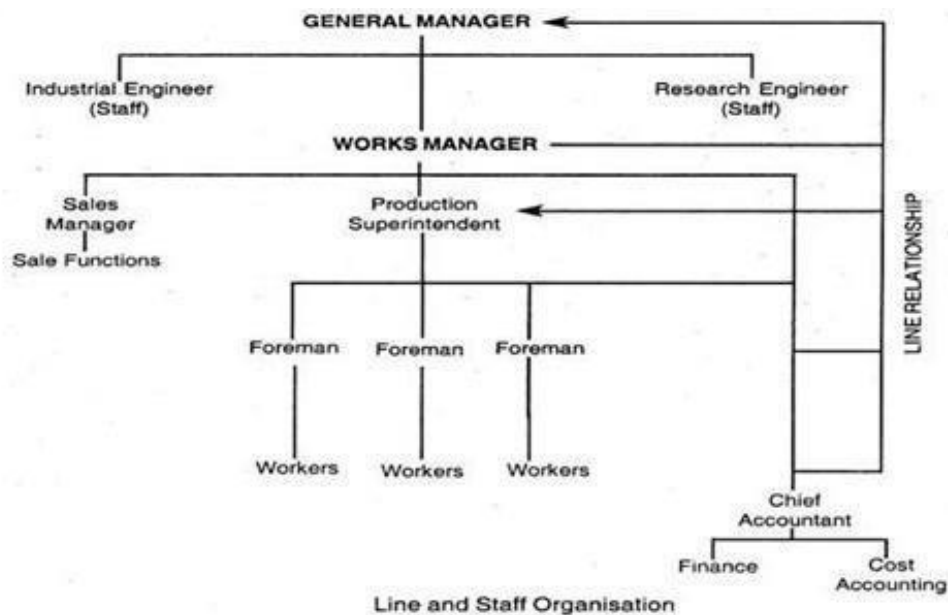 GENERAL MANAGER
Industrial Engineer
(Staff)
Research Engineer
(Staff)
WORKS MANAGER
Sales
Manager
Sale Functions
Production
Superintendent
LINE RELATIONSHIP
Foreman
Foreman
Foreman
Workers
Workers
Workers
Chief
Accountant
Finance
Cost
Accounting
Line and Staff Organisation